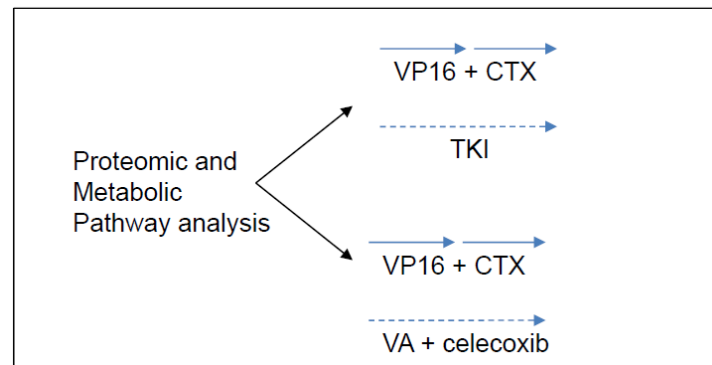 VP16 + CTX
TKI
Proteomic and
Metabolic
Pathway analysis
VP16 + CTX
VA + celecoxib